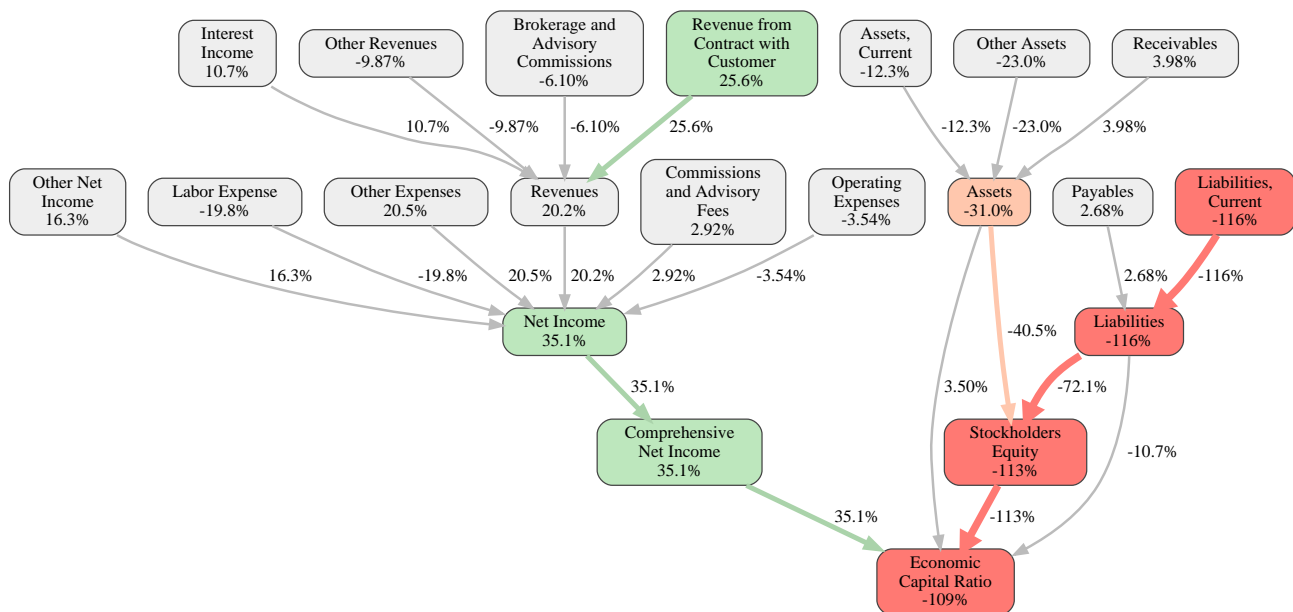 Interest
Income
10.7%
Other Revenues
-9.87%
Brokerage and
Advisory
Commissions
-6.10%
Revenue from
Contract with
Customer
25.6%
Assets,
Current
-12.3%
Other Assets
-23.0%
Receivables
3.98%
10.7%
-9.87%
-6.10%
25.6%
-12.3%
-23.0%
3.98%
Other Net
Income
16.3%
Labor Expense
-19.8%
Other Expenses
20.5%
Revenues
20.2%
Commissions
and Advisory
Fees
2.92%
Operating
Expenses
-3.54%
Assets
-31.0%
Payables
2.68%
Liabilities,
Current
-116%
16.3%
-19.8%
20.5%
20.2%
2.92%
-3.54%
2.68%
-116%
Net Income
35.1%
Liabilities
-116%
-40.5%
35.1%
3.50%
-72.1%
Comprehensive
Net Income
35.1%
Stockholders
Equity
-113%
-10.7%
35.1%
-113%
Economic
Capital Ratio
-109%